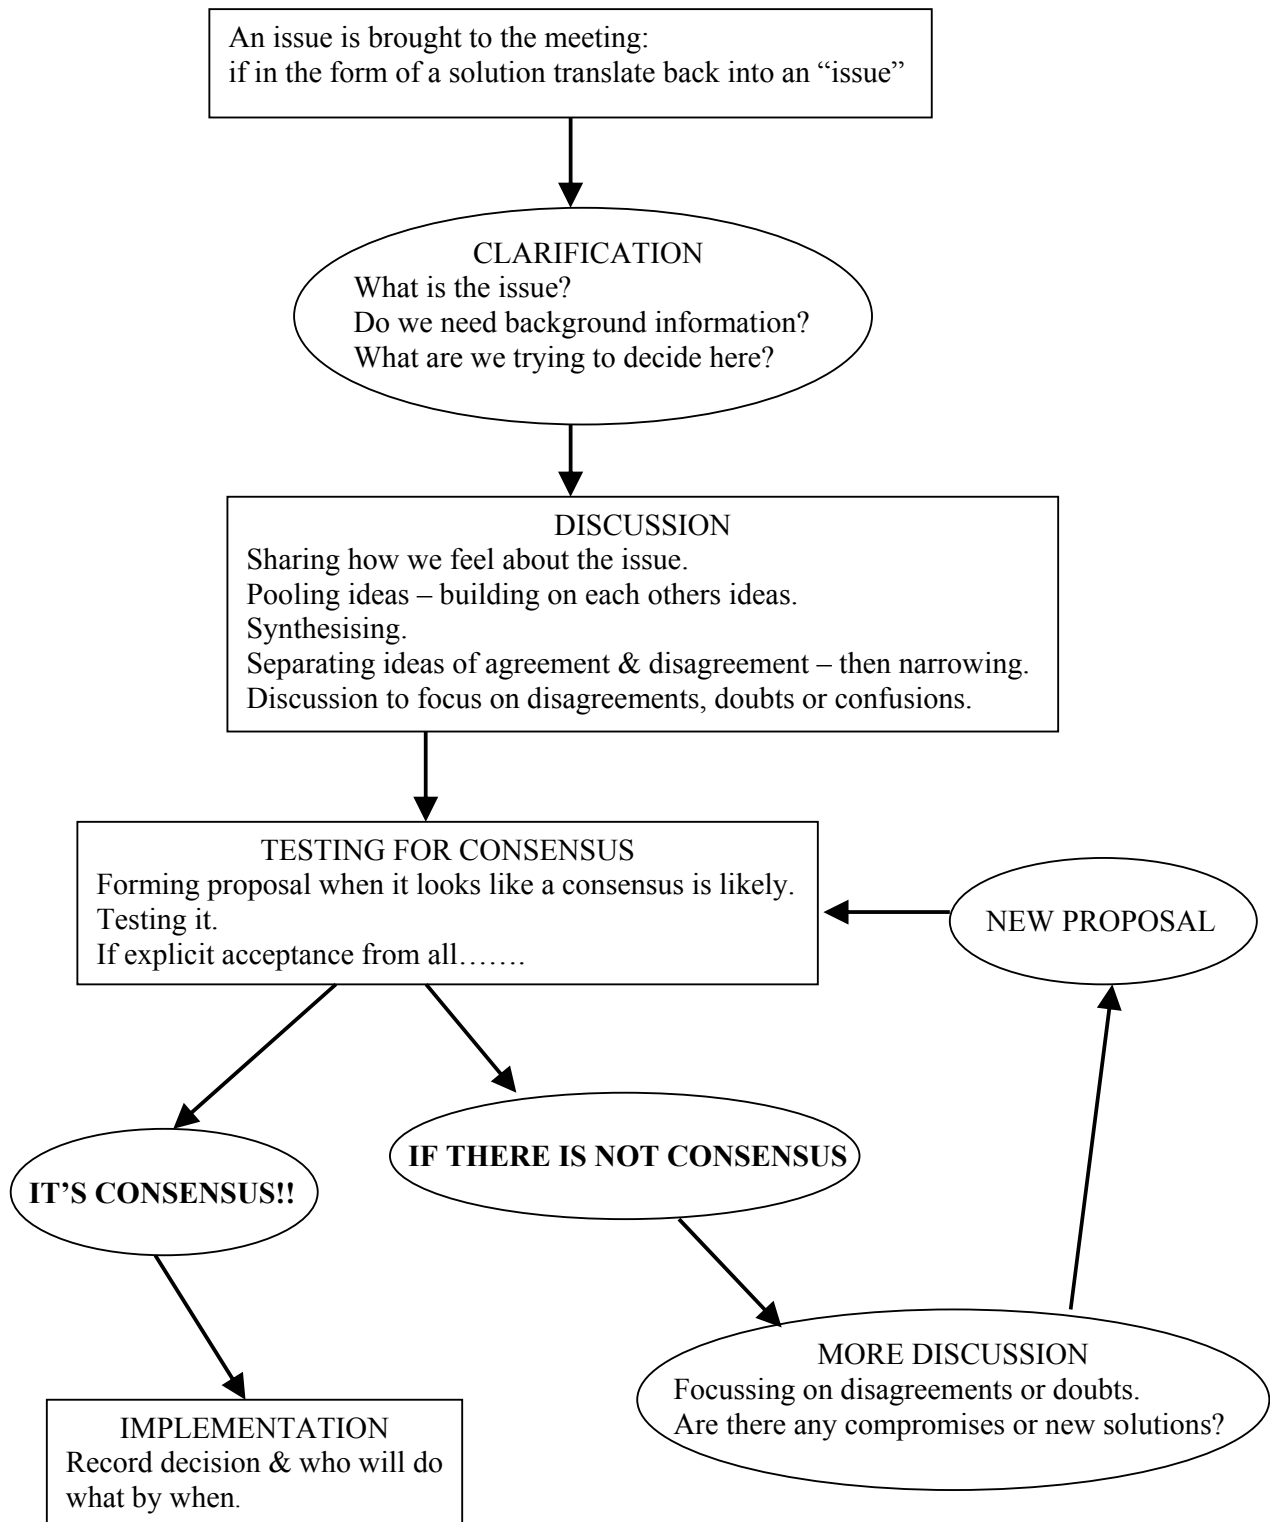 An issue is brought to the meeting:
if in the form of a solution translate back into an “issue”
CLARIFICATION
What is the issue?
Do we need background information?
What are we trying to decide here?
DISCUSSION
Sharing how we feel about the issue.
Pooling ideas – building on each others ideas.
Synthesising.
Separating ideas of agreement & disagreement – then narrowing.
Discussion to focus on disagreements, doubts or confusions.
TESTING FOR CONSENSUS
Forming proposal when it looks like a consensus is likely.
Testing it.
If explicit acceptance from all…….
NEW PROPOSAL
IT’S CONSENSUS!!
IF THERE IS NOT CONSENSUS
MORE DISCUSSION
Focussing on disagreements or doubts.
Are there any compromises or new solutions?
IMPLEMENTATION
Record decision & who will do
what by when.